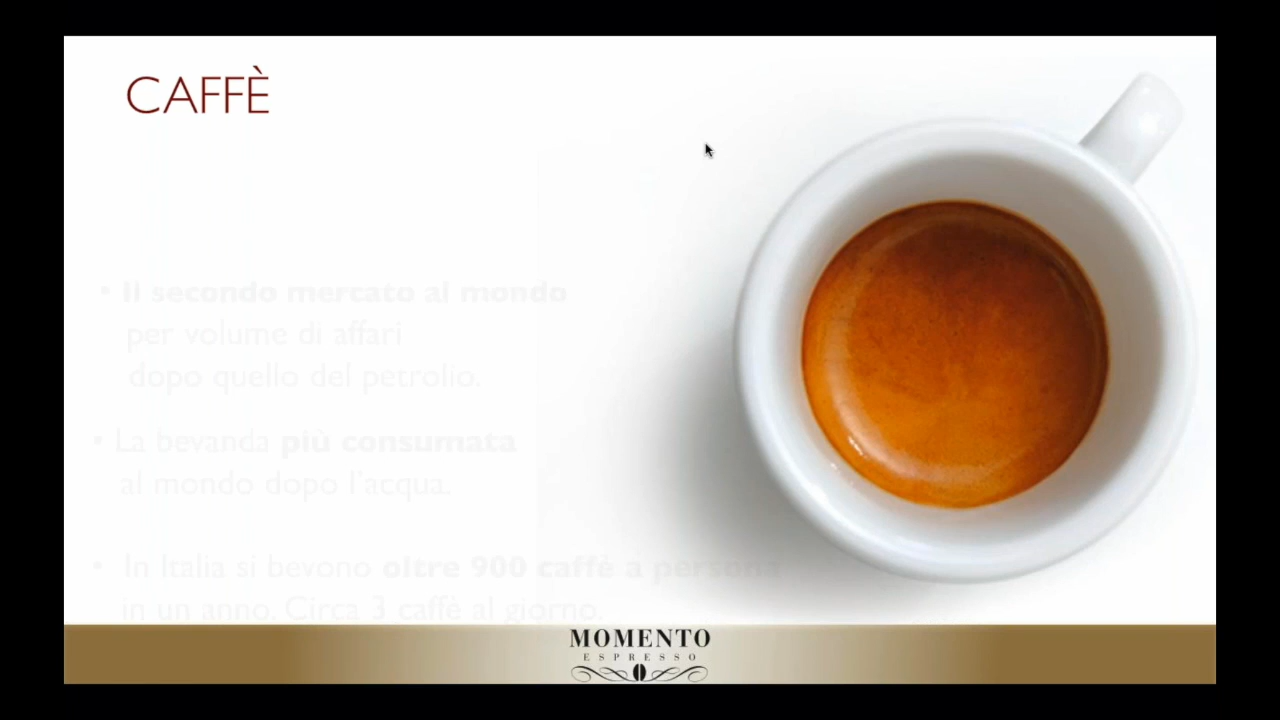 CAFFÈ
• Il secondo mercato al mondo
per volume di affari
dopo quello del petrolio.
• La bevanda più consumata
al mondo dopo l'acqua.
• In Italia si bevono oltre 900 caffè a persona
in un anno. Circa 3 caffè al giorno.
MOMENTO
ESPRESSO